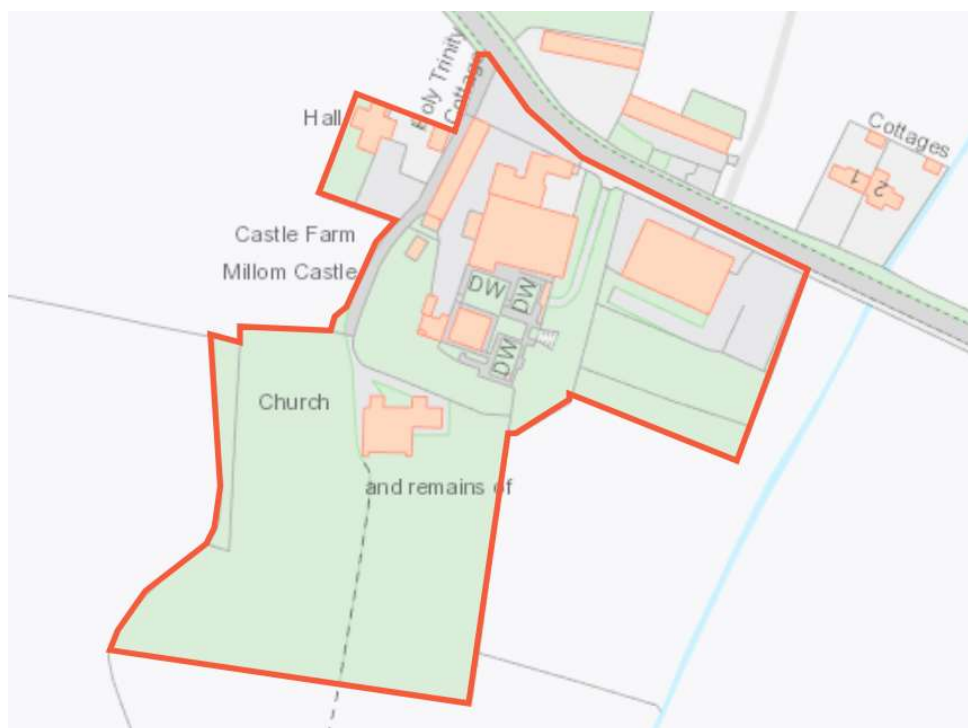 Holy Trinity
Cottage
Hall
Cottages
1
2
Castle Farm
Millom Castle
DW
DW
DW
Church
and remains of